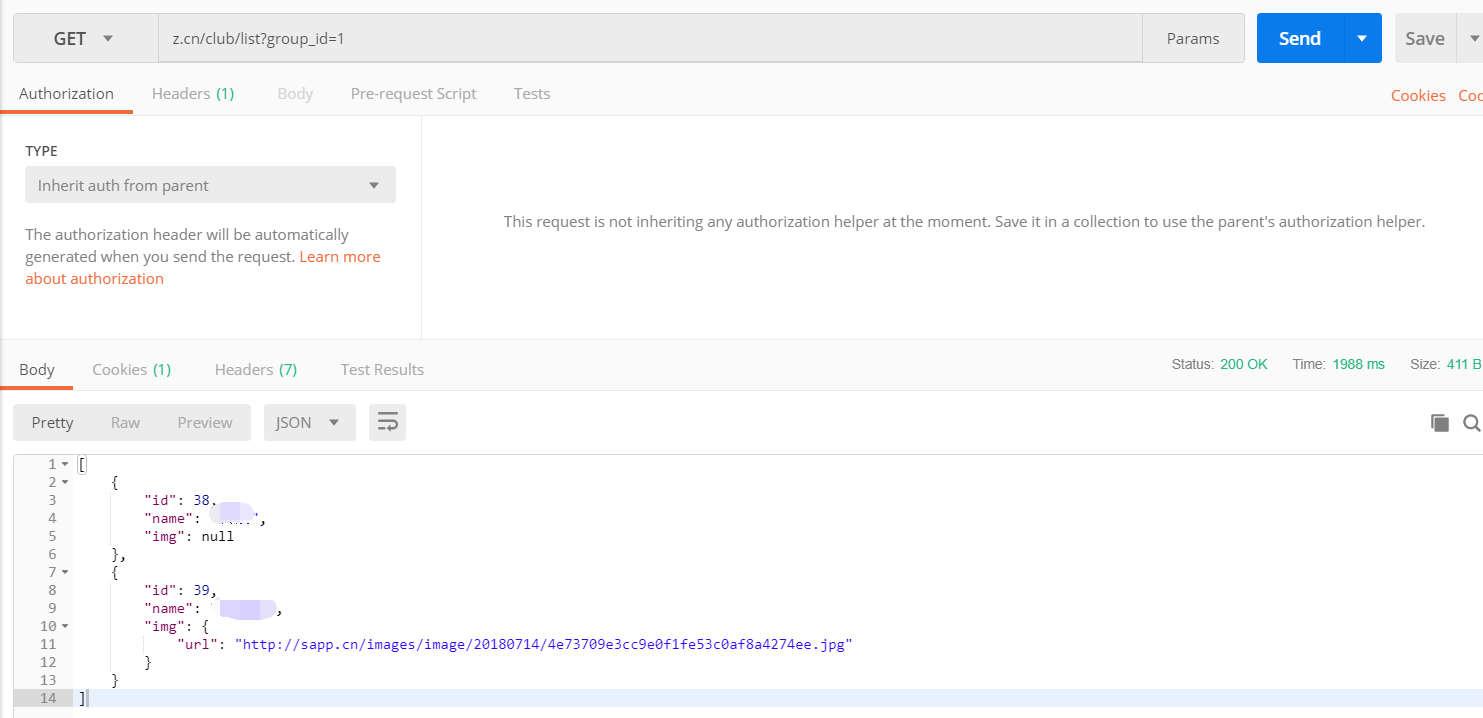 GET z.cn/club/list?group_id=1 Params Send Save
Authorization Headers (1) Body Pre-request Script Tests Cookies
TYPE
Inherit auth from parent
This request is not inheriting any authorization helper at the moment. Save it in a collection to use the parent's authorization helper.
The authorization header will be automatically
generated when you send the request. Learn more
about authorization
Body Cookies (1) Headers (7) Test Results Status: 200 OK Time: 1988 ms Size: 411 B
Pretty Raw Preview JSON
1 [
2 {
3 "id": 38,
4 "name": ",
5 "img": null
6 },
7 {
8 "id": 39,
9 "name": ,
10 "img": {
11 "url": "http://sapp.cn/images/image/20180714/4e73709e3cc9e0f1fe53c0af8a4274ee.jpg"
12 }
13 }
14 ]